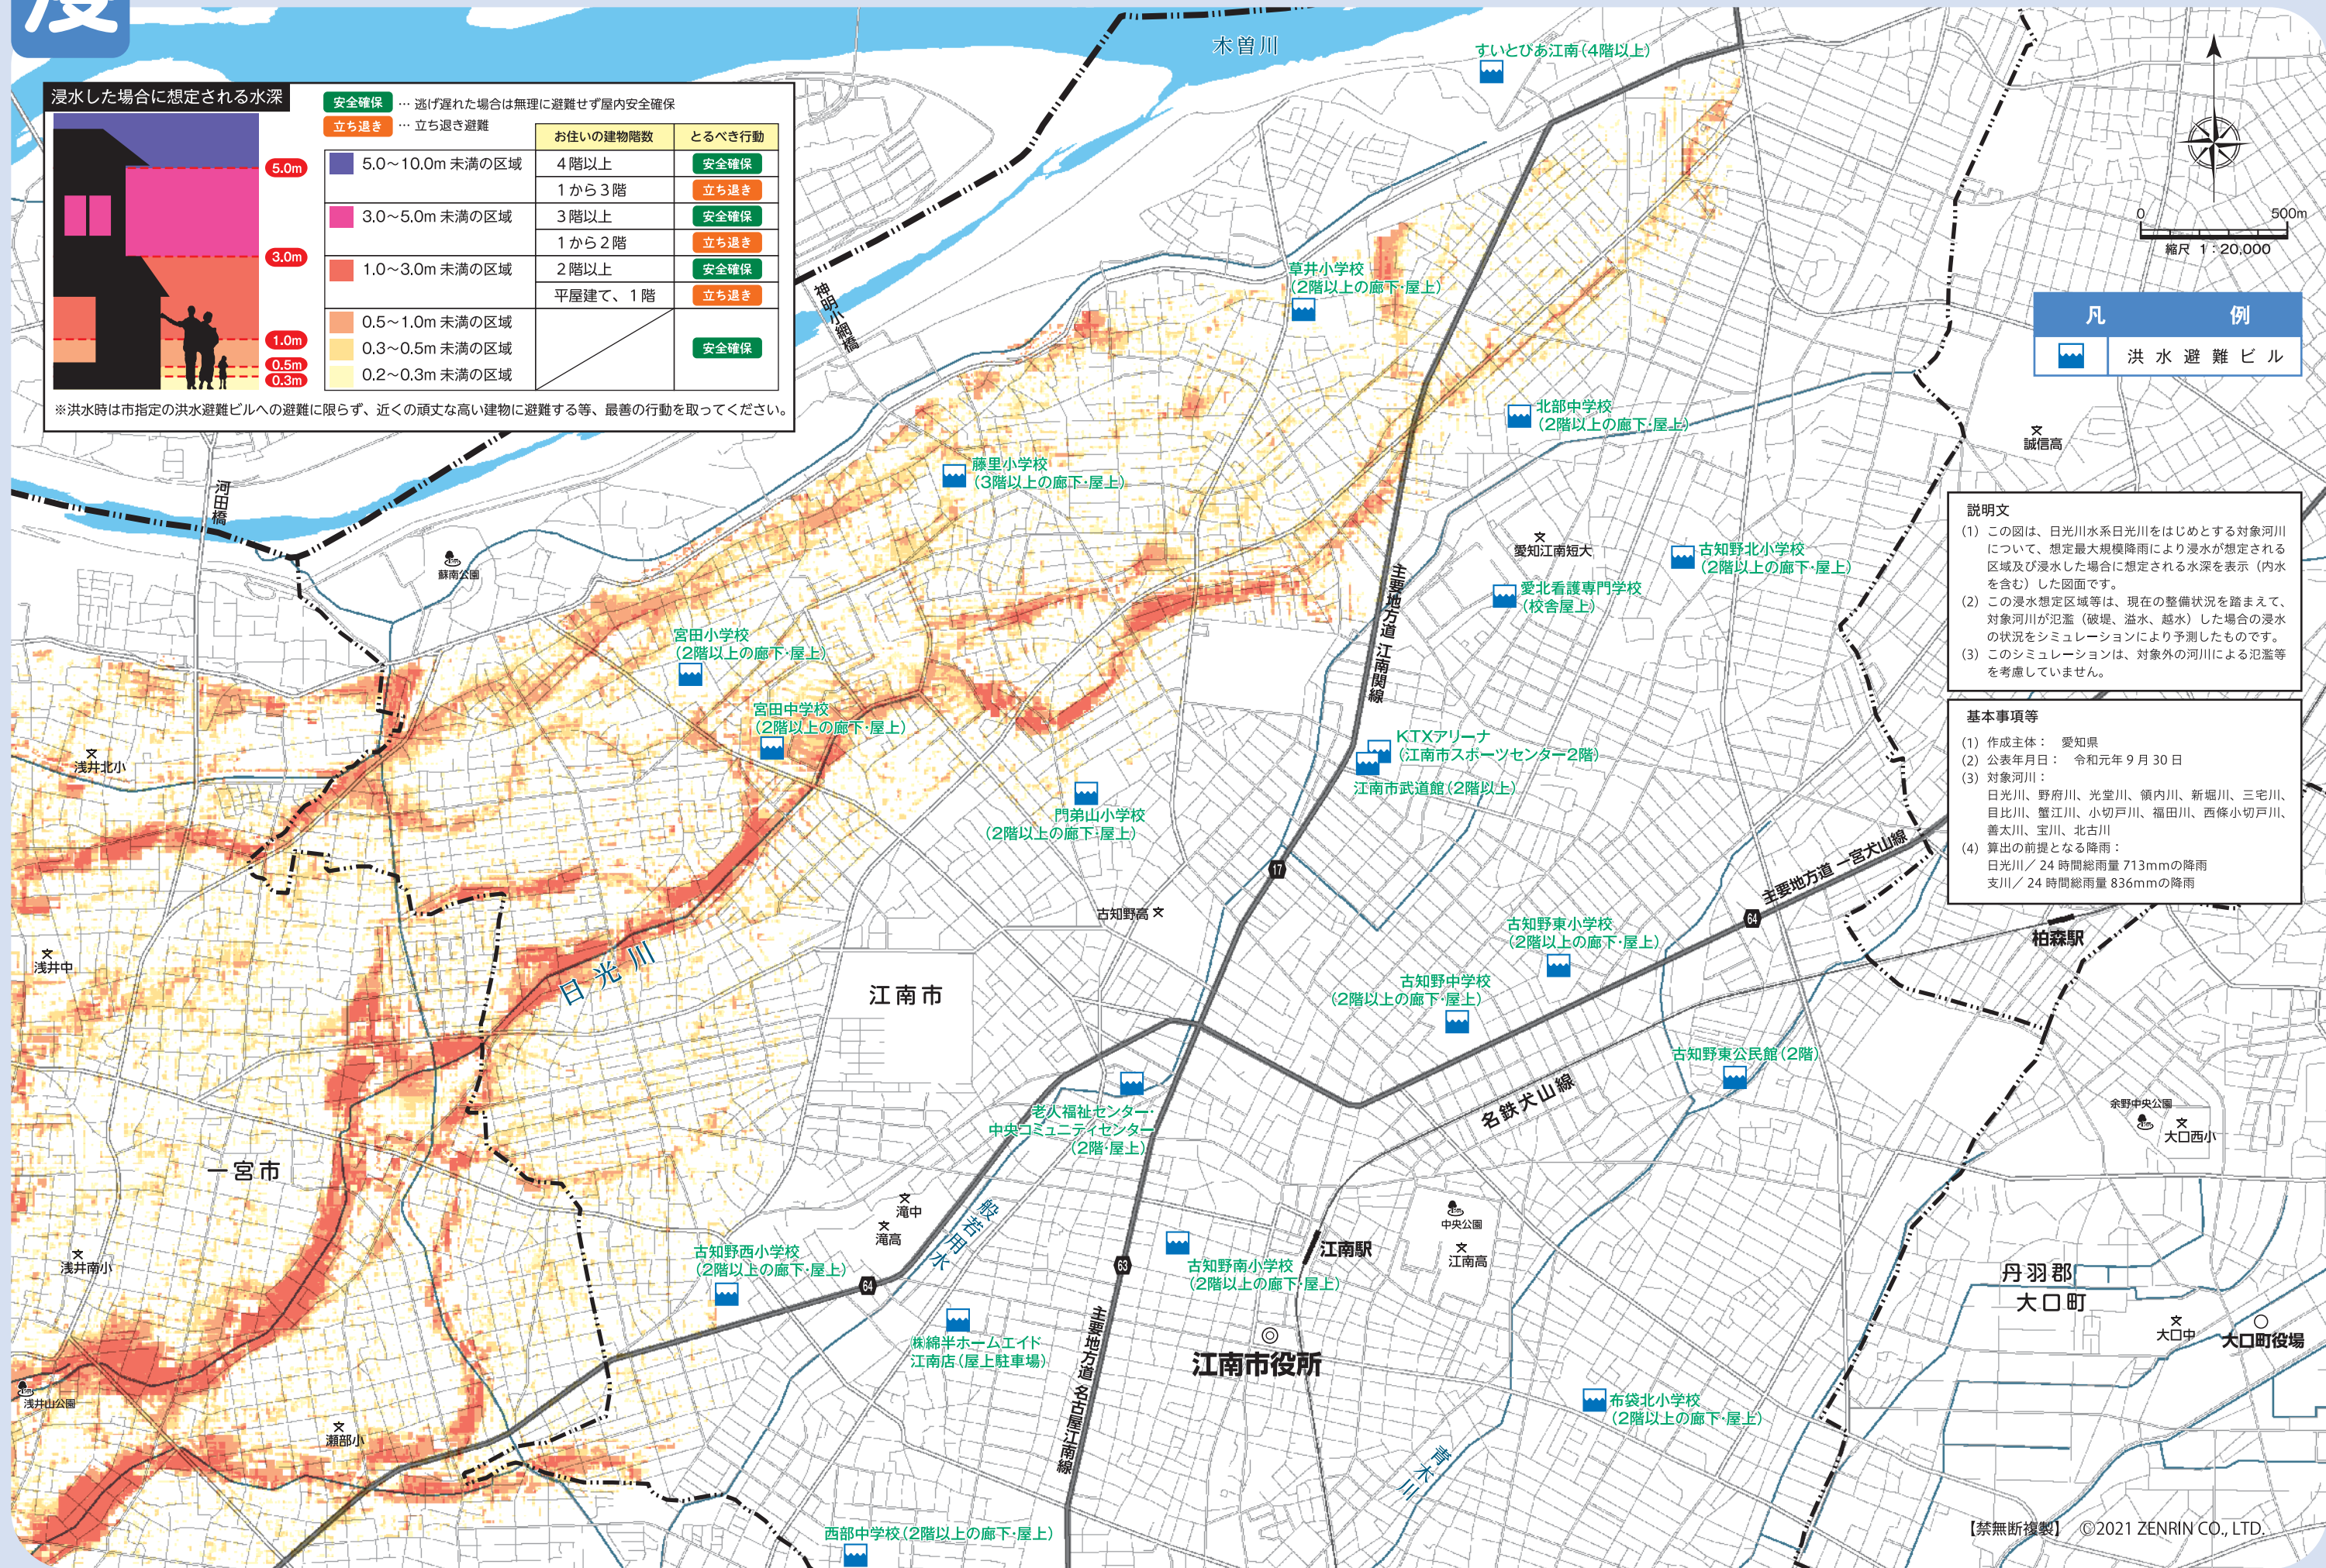 浸
木曽川
すいとぴあ江南(4階以上)
浸水した場合に想定される水深
5.0m
3.0m
1.0m
0.5m
0.3m
安全確保 … 逃げ遅れた場合は無理に避難せず屋内安全確保
立ち退き … 立ち退き避難
お住いの建物階数 とるべき行動
5.0〜10.0m 未満の区域 4階以上 安全確保
1から3階 立ち退き
3.0〜5.0m 未満の区域 3階以上 安全確保
1から2階 立ち退き
1.0〜3.0m 未満の区域 2階以上 安全確保
平屋建て、1階 立ち退き
0.5〜1.0m 未満の区域
0.3〜0.5m 未満の区域 安全確保
0.2〜0.3m 未満の区域
※洪水時は市指定の洪水避難ビルへの避難に限らず、近くの頑丈な高い建物に避難する等、最善の行動を取ってください。
0 500m
縮尺 1:20,000
凡 例
洪水避難ビル
神明小網橋
草井小学校
(2階以上の廊下・屋上)
北部中学校
(2階以上の廊下・屋上)
誠信高
藤里小学校
(3階以上の廊下・屋上)
河田橋
蘇南公園
愛知江南短大
古知野北小学校
(2階以上の廊下・屋上)
愛北看護専門学校
(校舎屋上)
主要地方道 江南関線
説明文
(1) この図は、日光川水系日光川をはじめとする対象河川
について、想定最大規模降雨により浸水が想定される
区域及び浸水した場合に想定される水深を表示(内水
を含む)した図面です。
(2) この浸水想定区域等は、現在の整備状況を踏まえて、
対象河川が氾濫(破堤、溢水、越水)した場合の浸水
の状況をシミュレーションにより予測したものです。
(3) このシミュレーションは、対象外の河川による氾濫等
を考慮していません。
宮田小学校
(2階以上の廊下・屋上)
宮田中学校
(2階以上の廊下・屋上)
浅井北小
KTXアリーナ
(江南市スポーツセンター2階)
江南市武道館(2階以上)
門弟山小学校
(2階以上の廊下・屋上)
基本事項等
(1) 作成主体: 愛知県
(2) 公表年月日: 令和元年9月30日
(3) 対象河川:
日光川、野府川、光堂川、領内川、新堀川、三宅川、
目比川、蟹江川、小切戸川、福田川、西條小切戸川、
善太川、宝川、北古川
(4) 算出の前提となる降雨:
日光川/24時間総雨量713mmの降雨
支川/24時間総雨量836mmの降雨
17
主要地方道 一宮犬山線
64
古知野高
柏森駅
浅井中
日光川
江南市
古知野東小学校
(2階以上の廊下・屋上)
古知野中学校
(2階以上の廊下・屋上)
古知野東公民館(2階)
老人福祉センター・
中央コミュニティセンター
(2階・屋上)
名鉄犬山線
余野中央公園
大口西小
一宮市
滝中
滝高
般若用水
中央公園
江南高
江南駅
浅井南小
古知野西小学校
(2階以上の廊下・屋上)
64
63
古知野南小学校
(2階以上の廊下・屋上)
丹羽郡
大口町
大口中
大口町役場
㈱綿半ホームエイド
江南店(屋上駐車場)
主要地方道 名古屋江南線
江南市役所
浅井山公園
瀬部小
布袋北小学校
(2階以上の廊下・屋上)
青木川
西部中学校(2階以上の廊下・屋上)
【禁無断複製】 ©2021 ZENRIN CO., LTD.